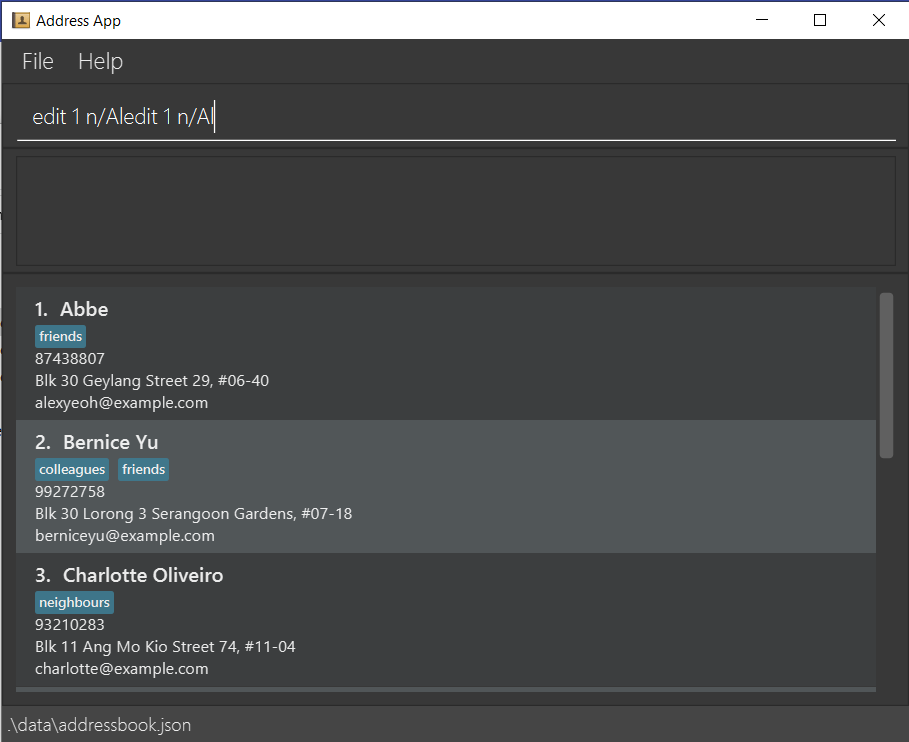 Address App
File Help
edit 1 n/Aledit 1 n/Al
1. Abbe
friends
87438807
Blk 30 Geylang Street 29, #06-40
alexyeoh@example.com
2. Bernice Yu
colleagues friends
99272758
Blk 30 Lorong 3 Serangoon Gardens, #07-18
berniceyu@example.com
3. Charlotte Oliveiro
neighbours
93210283
Blk 11 Ang Mo Kio Street 74, #11-04
charlotte@example.com
.\data\addressbook.json